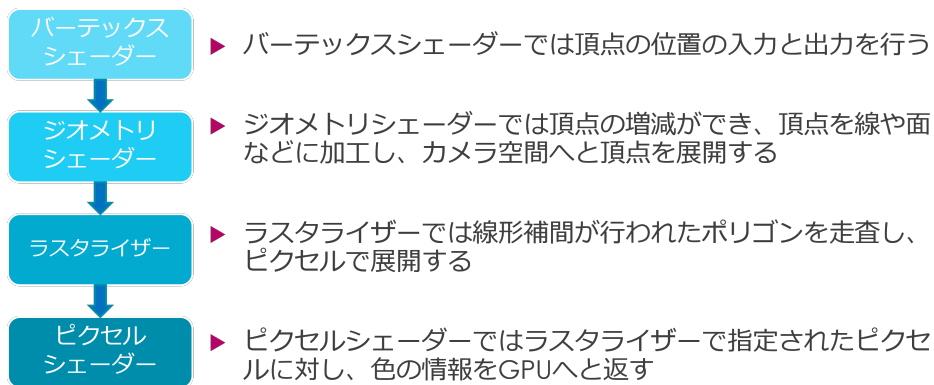 バーテックス
シェーダー
バーテックスシェーダーでは頂点の位置の入力と出力を行う
ジオメトリ
シェーダー
ジオメトリシェーダーでは頂点の増減ができ、頂点を線や面
などに加工し、カメラ空間へと頂点を展開する
ラスタライザー
ラスタライザーでは線形補間が行われたポリゴンを走査し、
ピクセルで展開する
ピクセル
シェーダー
ピクセルシェーダーではラスタライザーで指定されたピクセ
ルに対し、色の情報をGPUへと返す